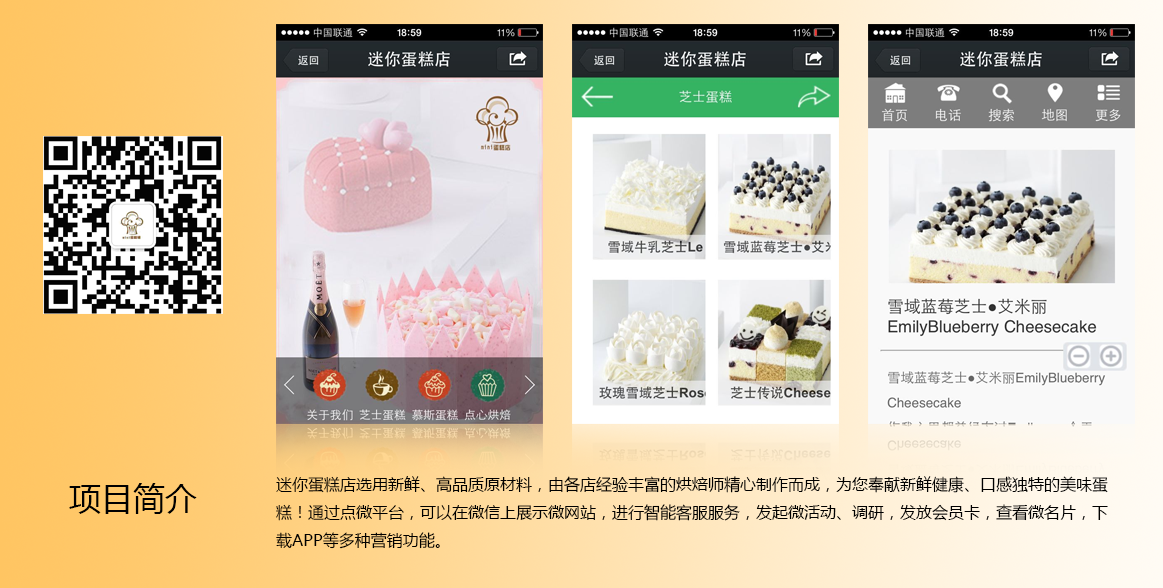 中国联通 18:59 11%
返回 迷你蛋糕店
mini蛋糕店
MOËT
关于我们 芝士蛋糕 慕斯蛋糕 点心烘焙
中国联通 18:59 11%
返回 迷你蛋糕店
芝士蛋糕
雪域牛乳芝士Le 雪域蓝莓芝士●艾米
玫瑰雪域芝士Rose 芝士传说Cheese
中国联通 18:59 11%
返回 迷你蛋糕店
首页 电话 搜索 地图 更多
雪域蓝莓芝士●艾米丽
EmilyBlueberry Cheesecake
雪域蓝莓芝士●艾米丽EmilyBlueberry
Cheesecake
项目简介
迷你蛋糕店选用新鲜、高品质原材料，由各店经验丰富的烘焙师精心制作而成，为您奉献新鲜健康、口感独特的美味蛋
糕！通过点微平台，可以在微信上展示微网站，进行智能客服服务，发起微活动、调研，发放会员卡，查看微名片，下
载APP等多种营销功能。